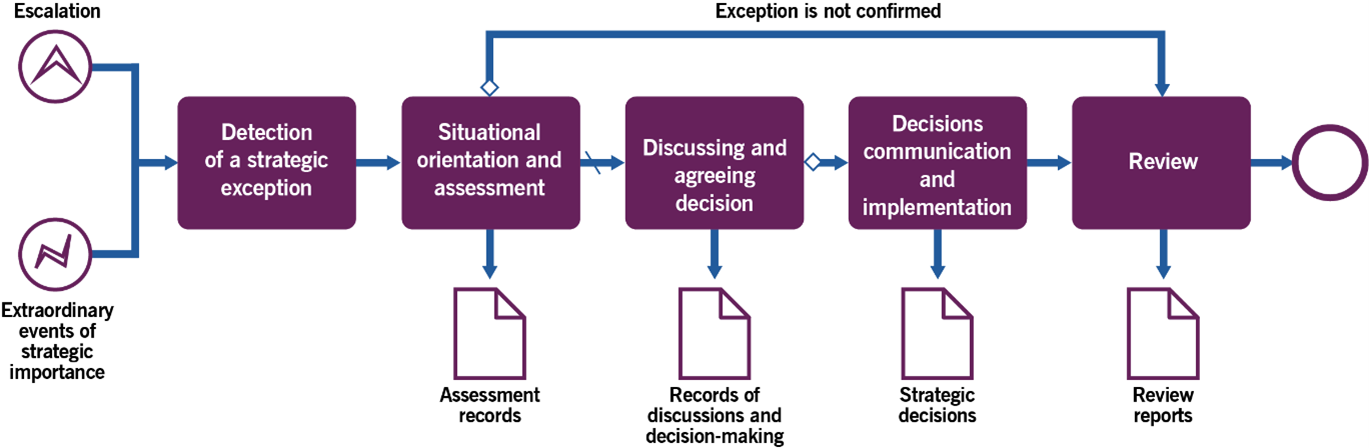 Escalation
Exception is not confirmed
Detection
of a strategic
exception
Situational
orientation and
assessment
Discussing and
agreeing
decision
Decisions
communication
and
implementation
Review
Extraordinary
events of
strategic
importance
Assessment
records
Records of
discussions and
decision-making
Strategic
decisions
Review
reports